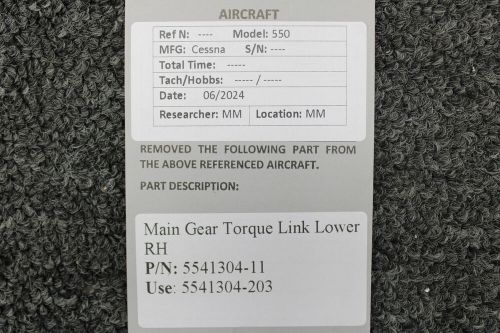 AIRCRAFT
Ref N: ---- Model: 550
MFG: Cessna S/N: ----
Total Time: -----
Tach/Hobbs: ----- / -----
Date: 06/2024
Researcher: MM Location: MM
REMOVED THE FOLLOWING PART FROM
THE ABOVE REFERENCED AIRCRAFT.
PART DESCRIPTION:
Main Gear Torque Link Lower
RH
P/N: 5541304-11
Use: 5541304-203